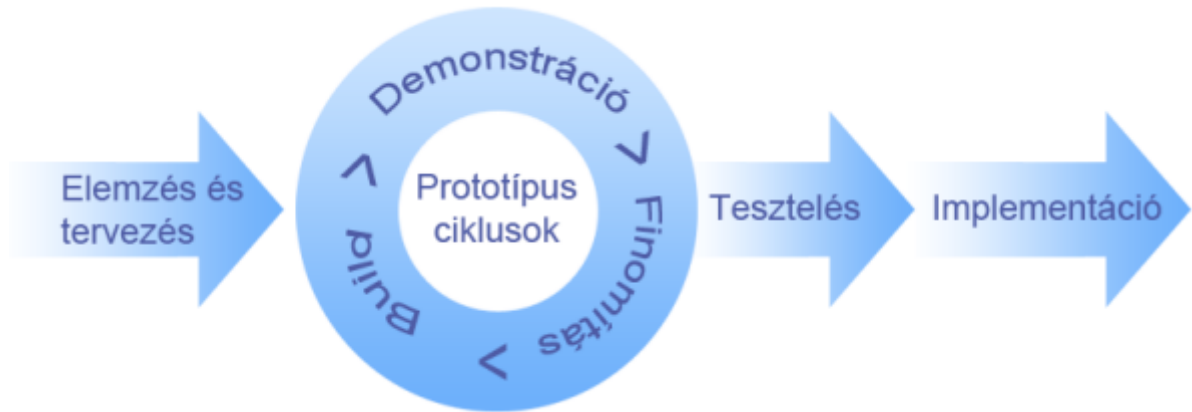 Elemzés és
tervezés
Demonstráció
>
Finomítás
>
Build
>
Prototípus
ciklusok
Tesztelés
Implementáció